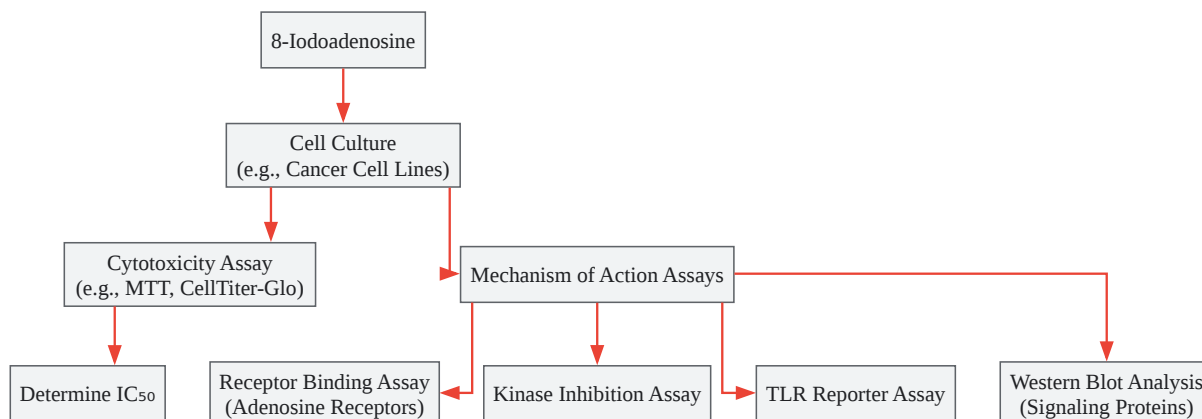 8-Iodoadenosine
Cell Culture
(e.g., Cancer Cell Lines)
Cytotoxicity Assay
(e.g., MTT, CellTiter-Glo)
Mechanism of Action Assays
Determine IC₅₀
Receptor Binding Assay
(Adenosine Receptors)
Kinase Inhibition Assay
TLR Reporter Assay
Western Blot Analysis
(Signaling Proteins)